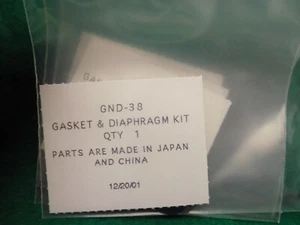 GND-38
GASKET & DIAPHRAGM KIT
QTY 1
PARTS ARE MADE IN JAPAN
AND CHINA
12/20/01